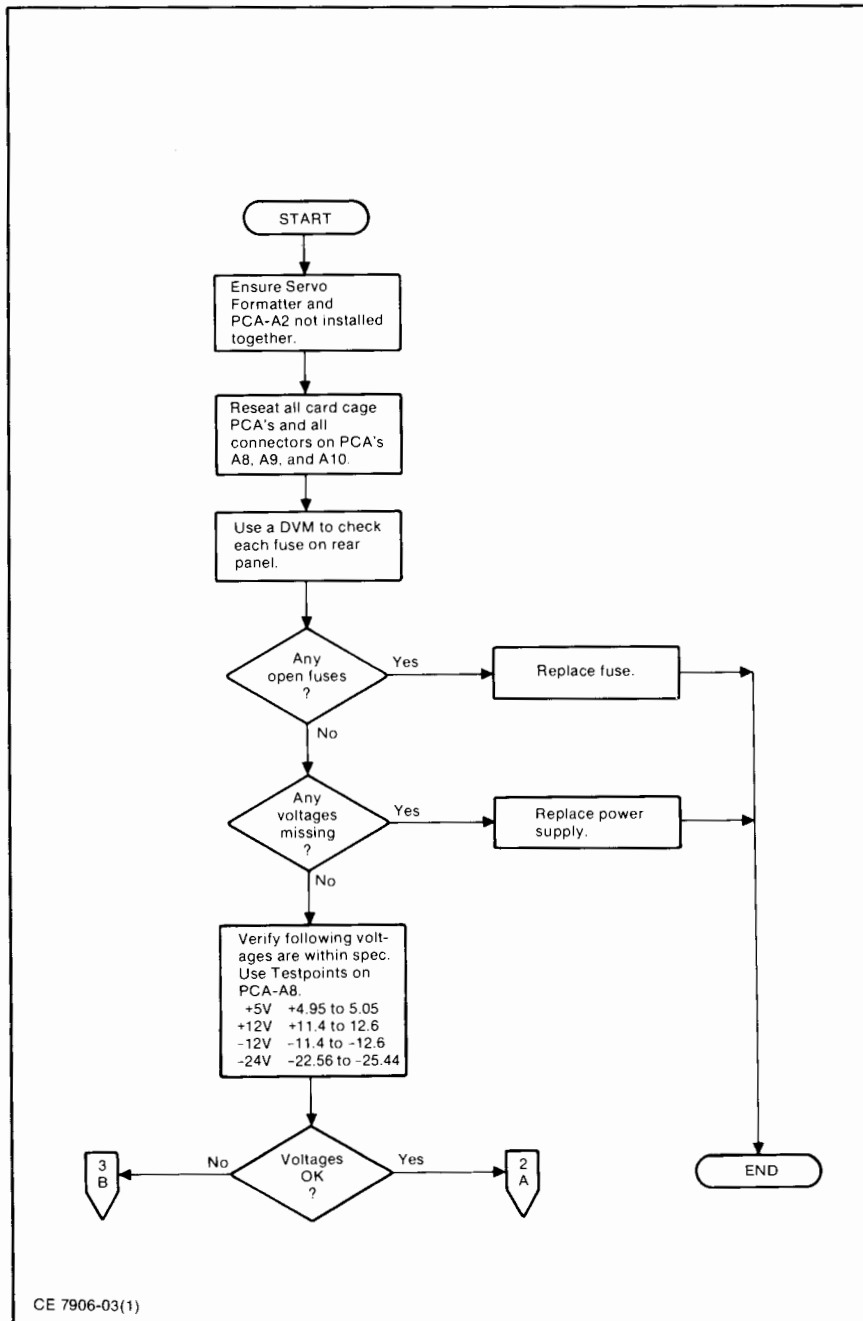 START
Ensure Servo
Formatter and
PCA-A2 not installed
together.
Reseat all card cage
PCA's and all
connectors on PCA's
A8, A9, and A10.
Use a DVM to check
each fuse on rear
panel.
Any
open fuses
?
Yes
Replace fuse.
No
Any
voltages
missing
?
Yes
Replace power
supply.
No
Verify following volt-
ages are within spec.
Use Testpoints on
PCA-A8.
+5V +4.95 to 5.05
+12V +11.4 to 12.6
-12V -11.4 to -12.6
-24V -22.56 to -25.44
3
B
No
Voltages
OK
?
Yes
2
A
END
CE 7906-03(1)